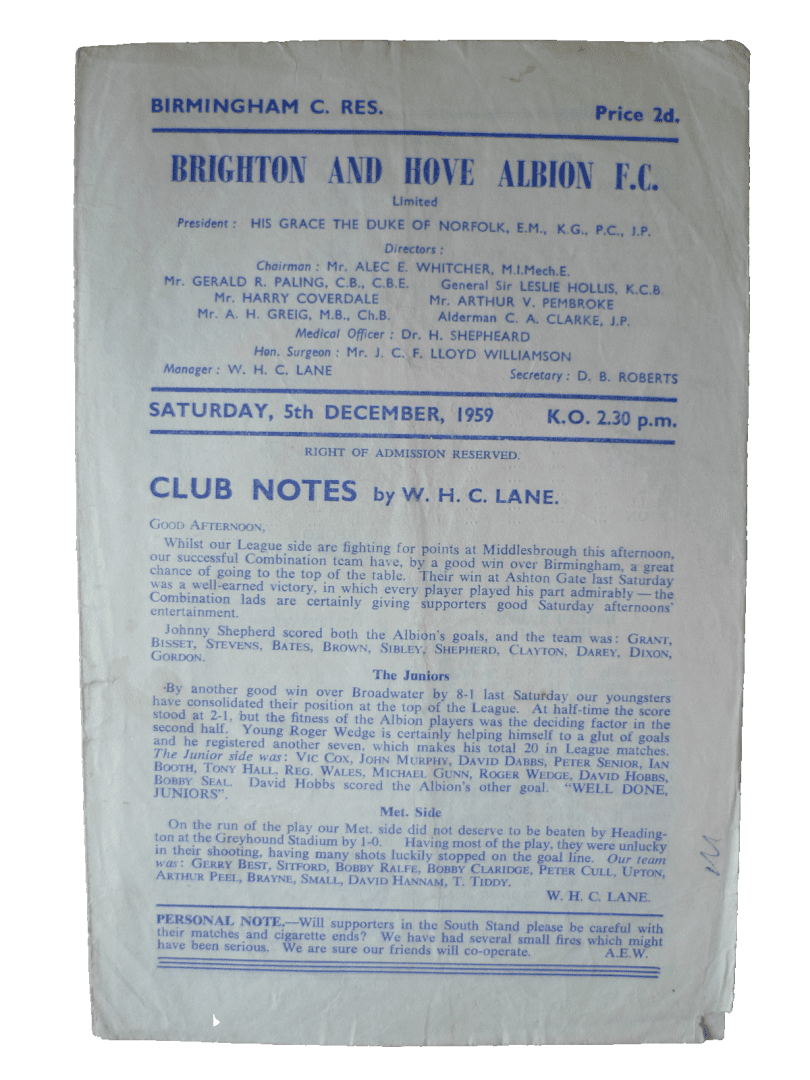 BIRMINGHAM C. RES. Price 2d.
BRIGHTON AND HOVE ALBION F.C.
Limited
President : HIS GRACE THE DUKE OF NORFOLK, E.M., K.G., P.C., J.P.
Directors :
Chairman : Mr. ALEC E. WHITCHER, M.I.Mech.E.
Mr. GERALD R. PALING, C.B., C.B.E. General Sir LESLIE HOLLIS, K.C.B.
Mr. HARRY COVERDALE Mr. ARTHUR V. PEMBROKE
Mr. A. H. GREIG, M.B., Ch.B. Alderman C. A. CLARKE, J.P.
Medical Officer : Dr. H. SHEPHEARD
Hon. Surgeon : Mr. J. C. F. LLOYD WILLIAMSON
Manager : W. H. C. LANE Secretary : D. B. ROBERTS
SATURDAY, 5th DECEMBER, 1959 K.O. 2.30 p.m.
RIGHT OF ADMISSION RESERVED.
CLUB NOTES by W. H. C. LANE.
GOOD AFTERNOON,
Whilst our League side are fighting for points at Middlesbrough this afternoon,
our successful Combination team have, by a good win over Birmingham, a great
chance of going to the top of the table. Their win at Ashton Gate last Saturday
was a well-earned victory, in which every player played his part admirably — the
Combination lads are certainly giving supporters good Saturday afternoons'
entertainment.
Johnny Shepherd scored both the Albion's goals, and the team was : GRANT,
BISSET, STEVENS, BATES, BROWN, SIBLEY, SHEPHERD, CLAYTON, DAREY, DIXON,
GORDON.
The Juniors
By another good win over Broadwater by 8-1 last Saturday our youngsters
have consolidated their position at the top of the League. At half-time the score
stood at 2-1, but the fitness of the Albion players was the deciding factor in the
second half. Young Roger Wedge is certainly helping himself to a glut of goals
and he registered another seven, which makes his total 20 in League matches.
The Junior side was : VIC COX, JOHN MURPHY, DAVID DABBS, PETER SENIOR, IAN
BOOTH, TONY HALL, REG. WALES, MICHAEL GUNN, ROGER WEDGE, DAVID HOBBS,
BOBBY SEAL. David Hobbs scored the Albion's other goal. "WELL DONE,
JUNIORS".
Met. Side
On the run of the play our Met. side did not deserve to be beaten by Heading-
ton at the Greyhound Stadium by 1-0. Having most of the play, they were unlucky
in their shooting, having many shots luckily stopped on the goal line. Our team
was : GERRY BEST, SITFORD, BOBBY RALFE, BOBBY CLARIDGE, PETER CULL, UPTON,
ARTHUR PEEL, BRAYNE, SMALL, DAVID HANNAM, T. TIDDY.
W. H. C. LANE.
PERSONAL NOTE.—Will supporters in the South Stand please be careful with
their matches and cigarette ends? We have had several small fires which might
have been serious. We are sure our friends will co-operate. A.E.W.